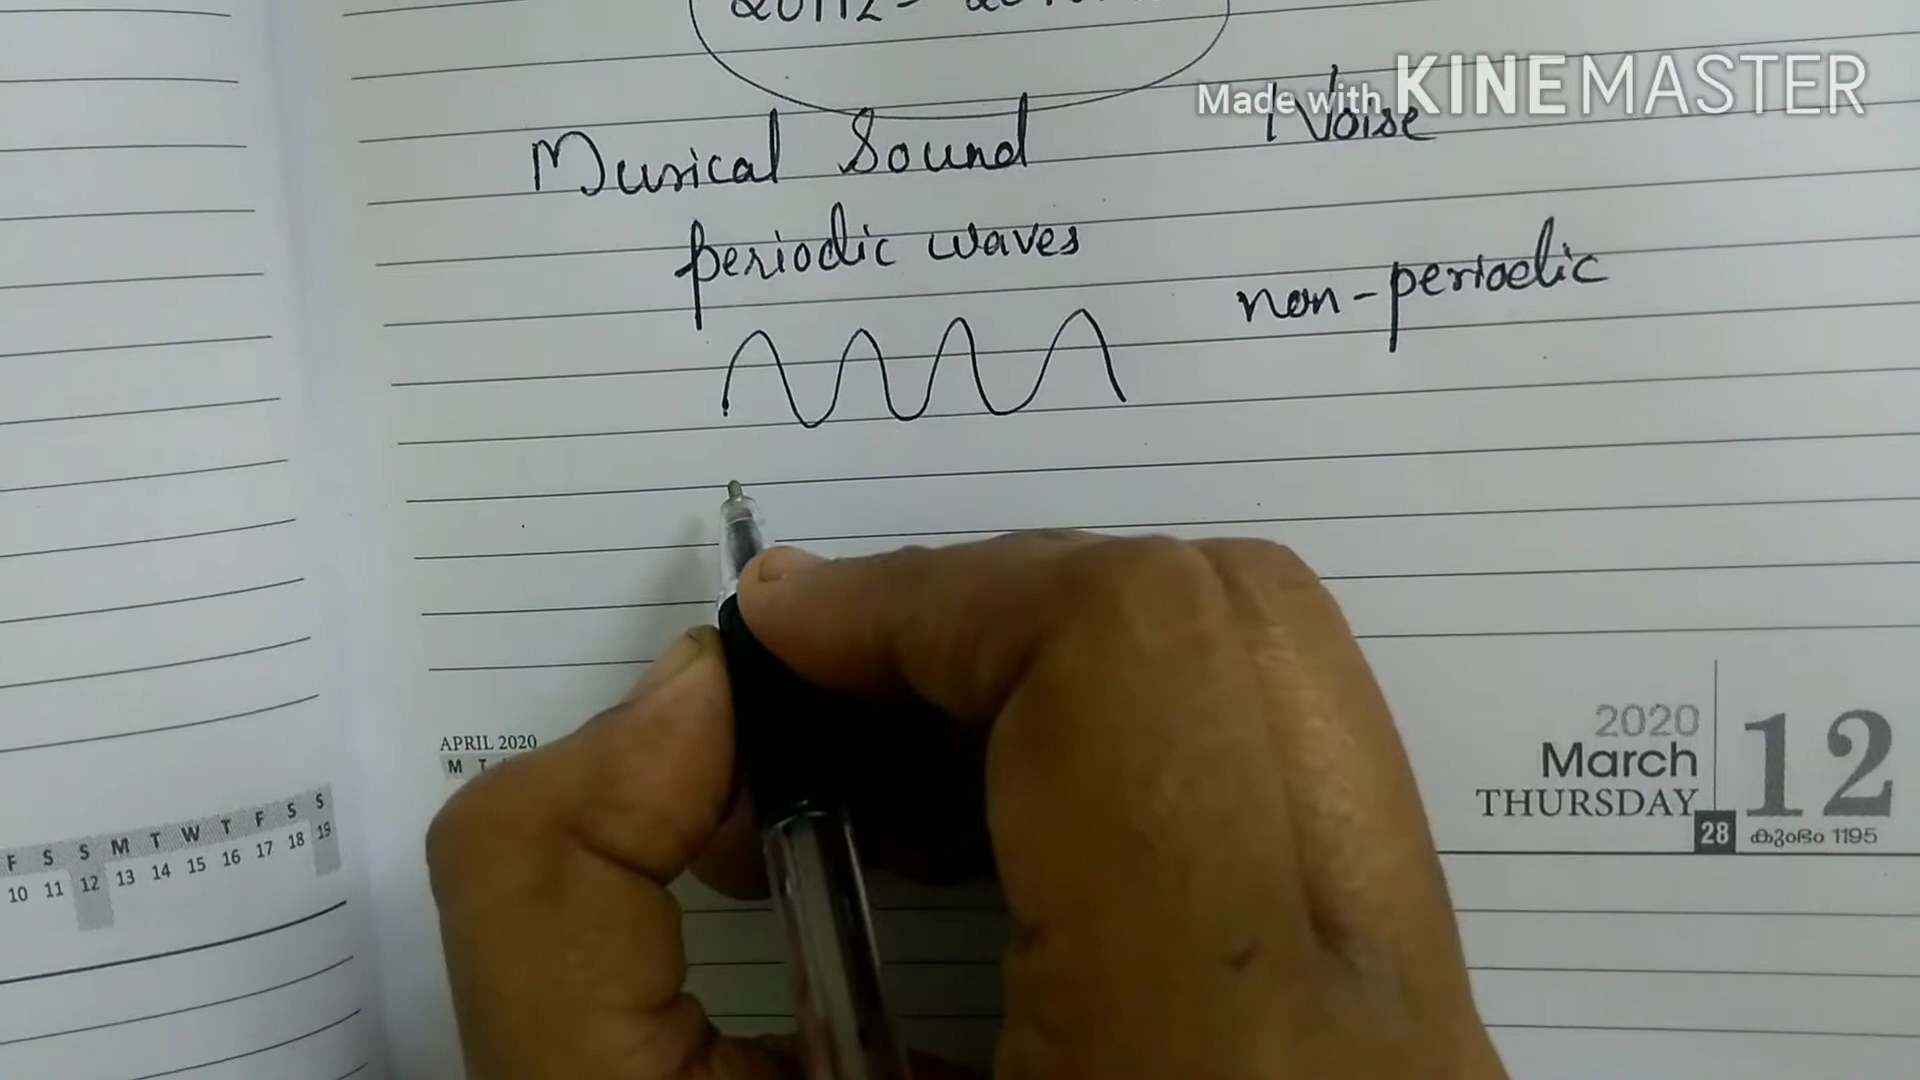 20Hz -
Made with KINEMASTER
Musical Sound
Noise
periodic waves
non-periodic
APRIL 2020
M T
2020
March
THURSDAY
12
28
കുംഭം 1195
F S S M T W T F S S
10 11 12 13 14 15 16 17 18 19